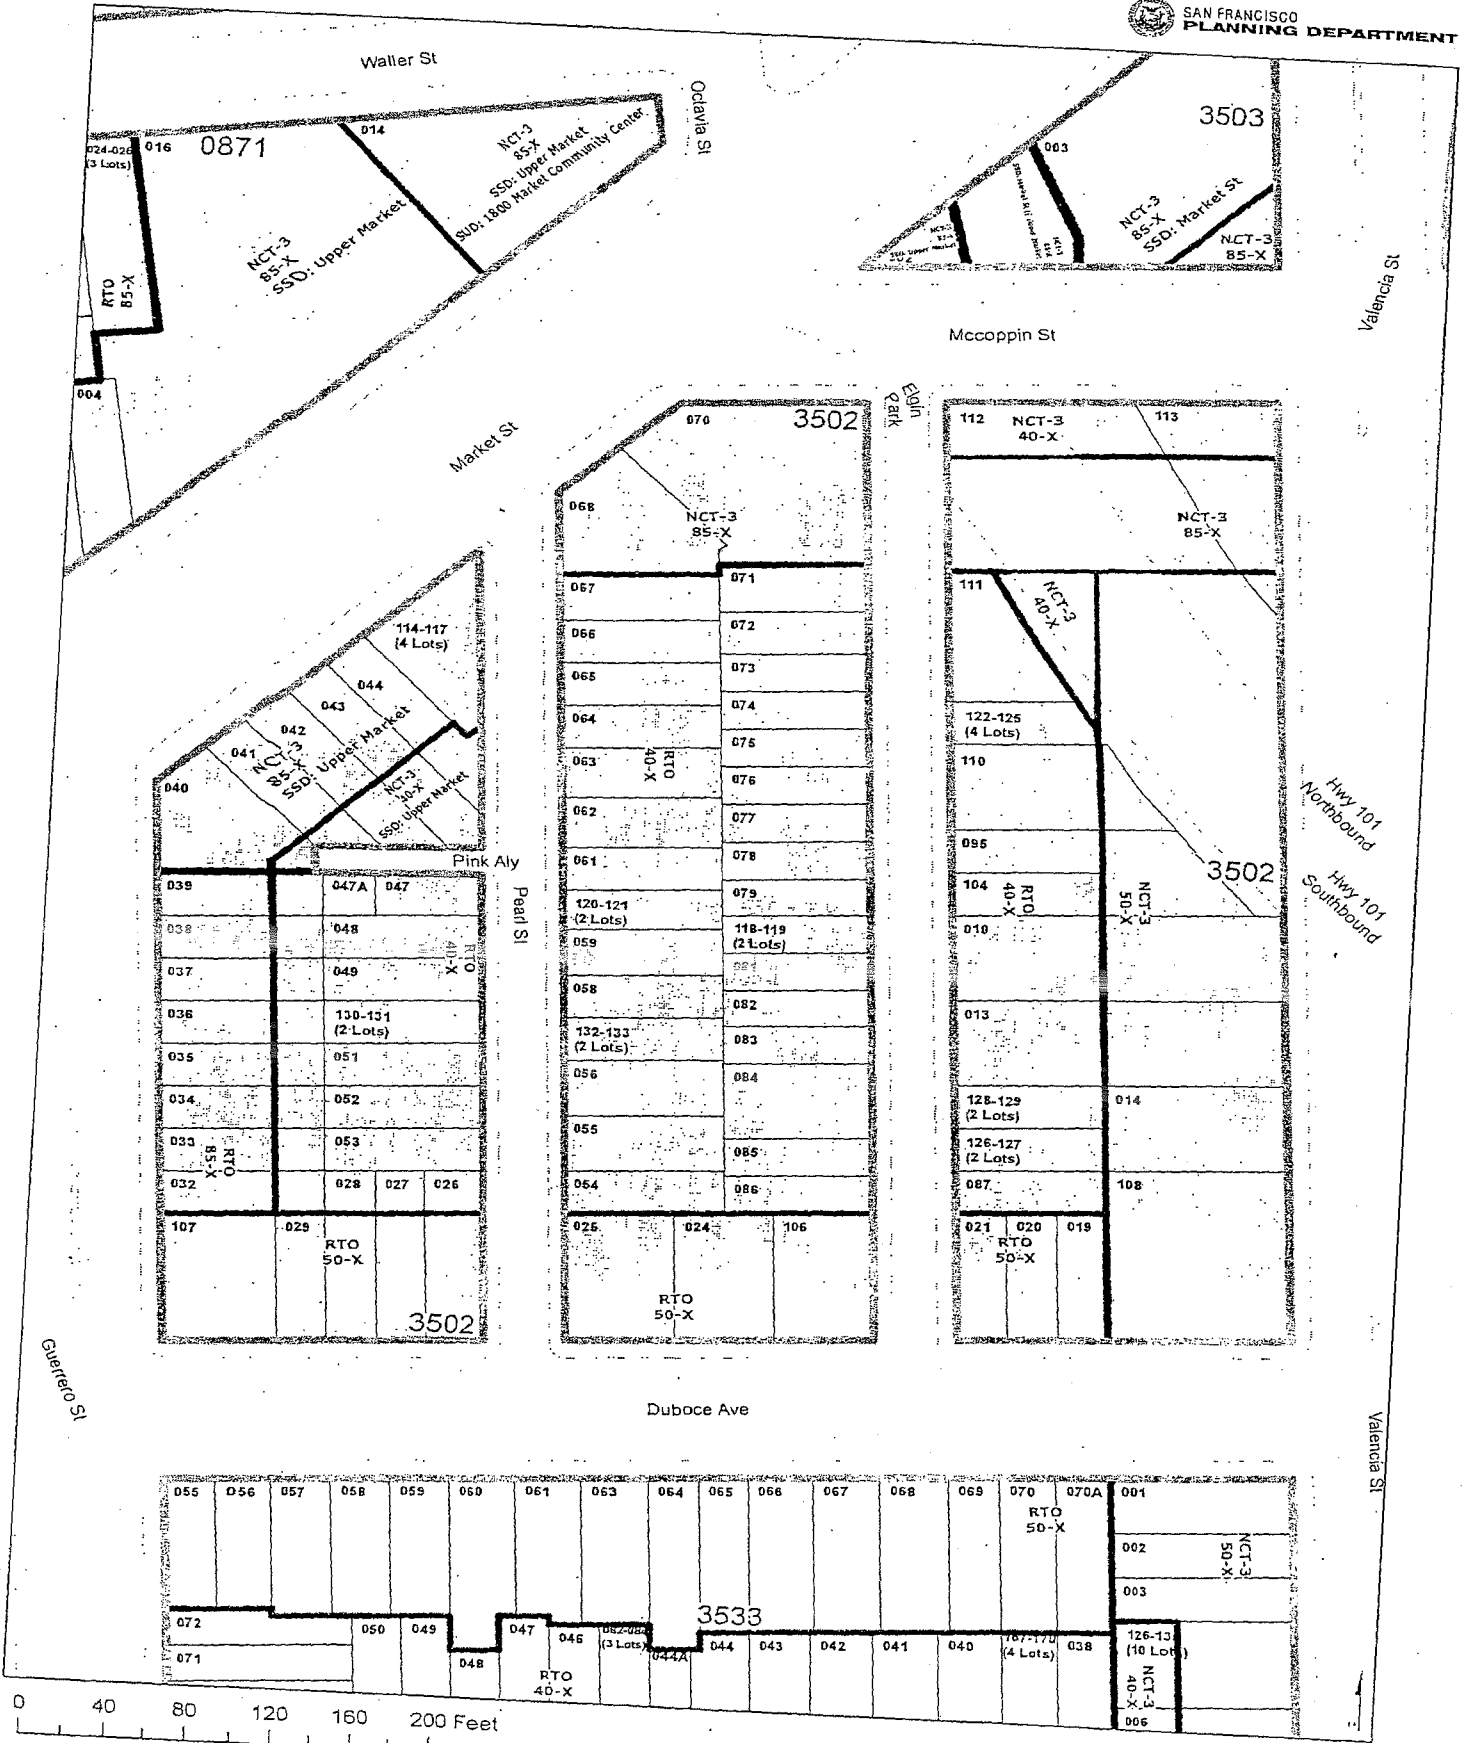 SAN FRANCISCO
PLANNING DEPARTMENT
Waller St
Octavia St
024-026
(3 Lots)
016
0871
014
NCT-3
85-X
SSD: Upper Market
SUD: 1800 Market Community Center
NCT-3
85-X
SSD: Upper Market
RTO
85-X
004
3503
003
NCT-3
85-X
SSD: Market St
NCT-3
85-X
Valencia St
Mccoppin St
Market St
Elgin
Park
070
3502
068
NCT-3
85-X
112
NCT-3
40-X
113
NCT-3
85-X
067
066
065
064
063
062
061
120-121
(2 Lots)
059
058
132-133
(2 Lots)
056
055
054
RTO
40-X
071
072
073
074
075
076
077
078
079
118-119
(2 Lots)
082
083
084
085
086
025
024
106
RTO
50-X
114-117
(4 Lots)
044
043
042
041
040
NCT-3
85-X
SSD: Upper Market
NCT-3
40-X
SSD: Upper Market
Pink Aly
Pearl St
039
038
037
036
035
034
033
032
RTO
85-X
047A
047
048
049
130-131
(2 Lots)
051
052
053
028
027
026
RTO
40-X
107
029
RTO
50-X
3502
111
NCT-3
40-X
122-125
(4 Lots)
110
095
104
010
013
128-129
(2 Lots)
126-127
(2 Lots)
087
RTO
40-X
NCT-3
50-X
3502
014
108
021
020
019
RTO
50-X
Hwy 101
Northbound
Hwy 101
Southbound
Guerrero St
Duboce Ave
Valencia St
055
056
057
058
059
060
061
063
064
065
066
067
068
069
070
070A
RTO
50-X
001
002
003
NCT-3
50-X
072
071
050
049
048
047
046
(3 Lots)
044A
3533
044
043
042
041
040
(4 Lots)
038
RTO
40-X
(10 Lots)
NCT-3
40-X
006
0
40
80
120
160
200 Feet